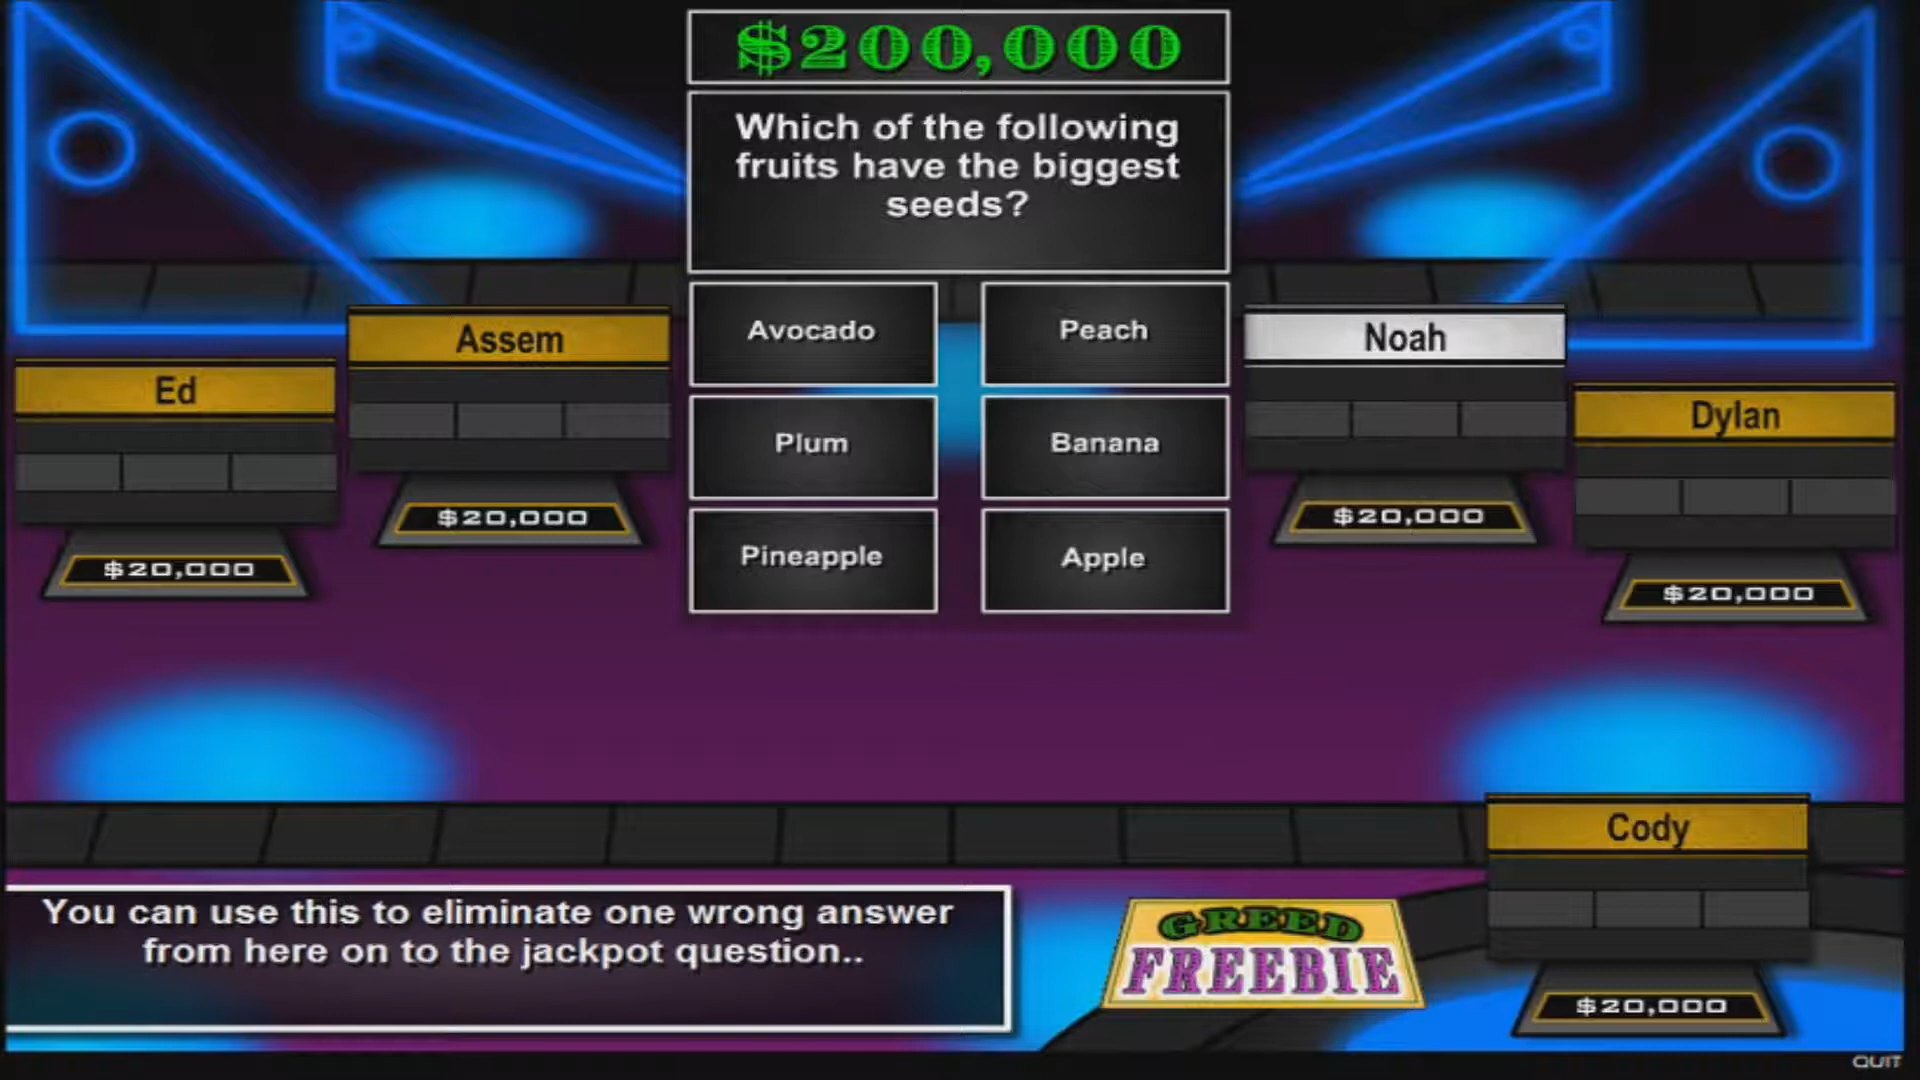 $200,000
Which of the following
fruits have the biggest
seeds?
Avocado
Peach
Plum
Banana
Pineapple
Apple
Ed
$20,000
Assem
$20,000
Noah
$20,000
Dylan
$20,000
Cody
$20,000
You can use this to eliminate one wrong answer
from here on to the jackpot question..
GREED
FREEBIE
QUIT